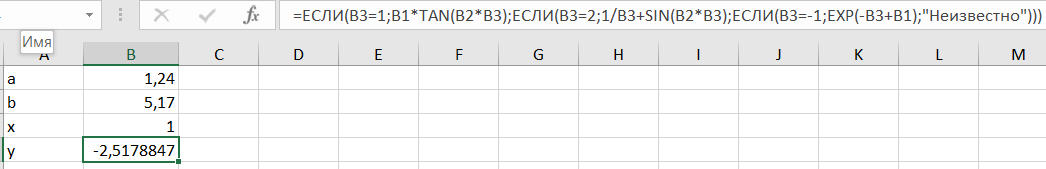 =ЕСЛИ(B3=1;B1*TAN(B2*B3);ЕСЛИ(B3=2;1/B3+SIN(B2*B3);ЕСЛИ(B3=-1;EXP(-B3+B1);"Неизвестно")))
Имя
A B C D E F G H I J K L M
a 1,24
b 5,17
x 1
y -2,5178847